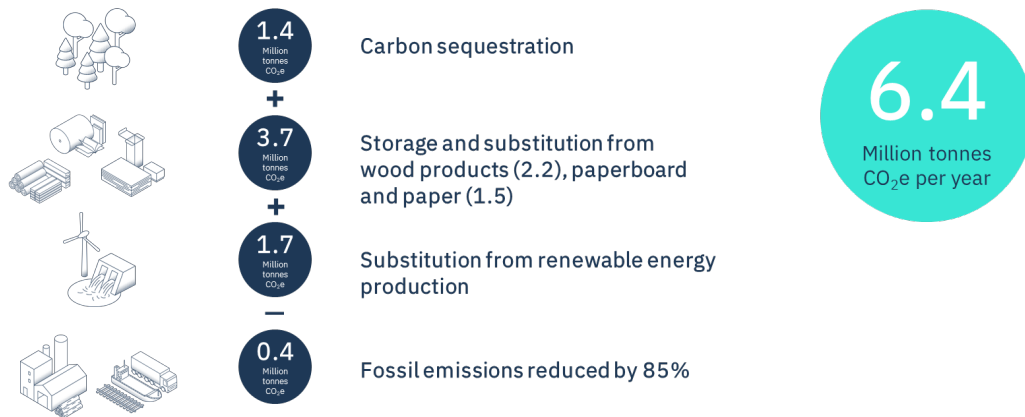 1.4
Million
tonnes
CO₂e
Carbon sequestration
+
3.7
Million
tonnes
CO₂e
Storage and substitution from
wood products (2.2), paperboard
and paper (1.5)
+
1.7
Million
tonnes
CO₂e
Substitution from renewable energy
production
–
0.4
Million
tonnes
CO₂e
Fossil emissions reduced by 85%
6.4
Million tonnes
CO₂e per year